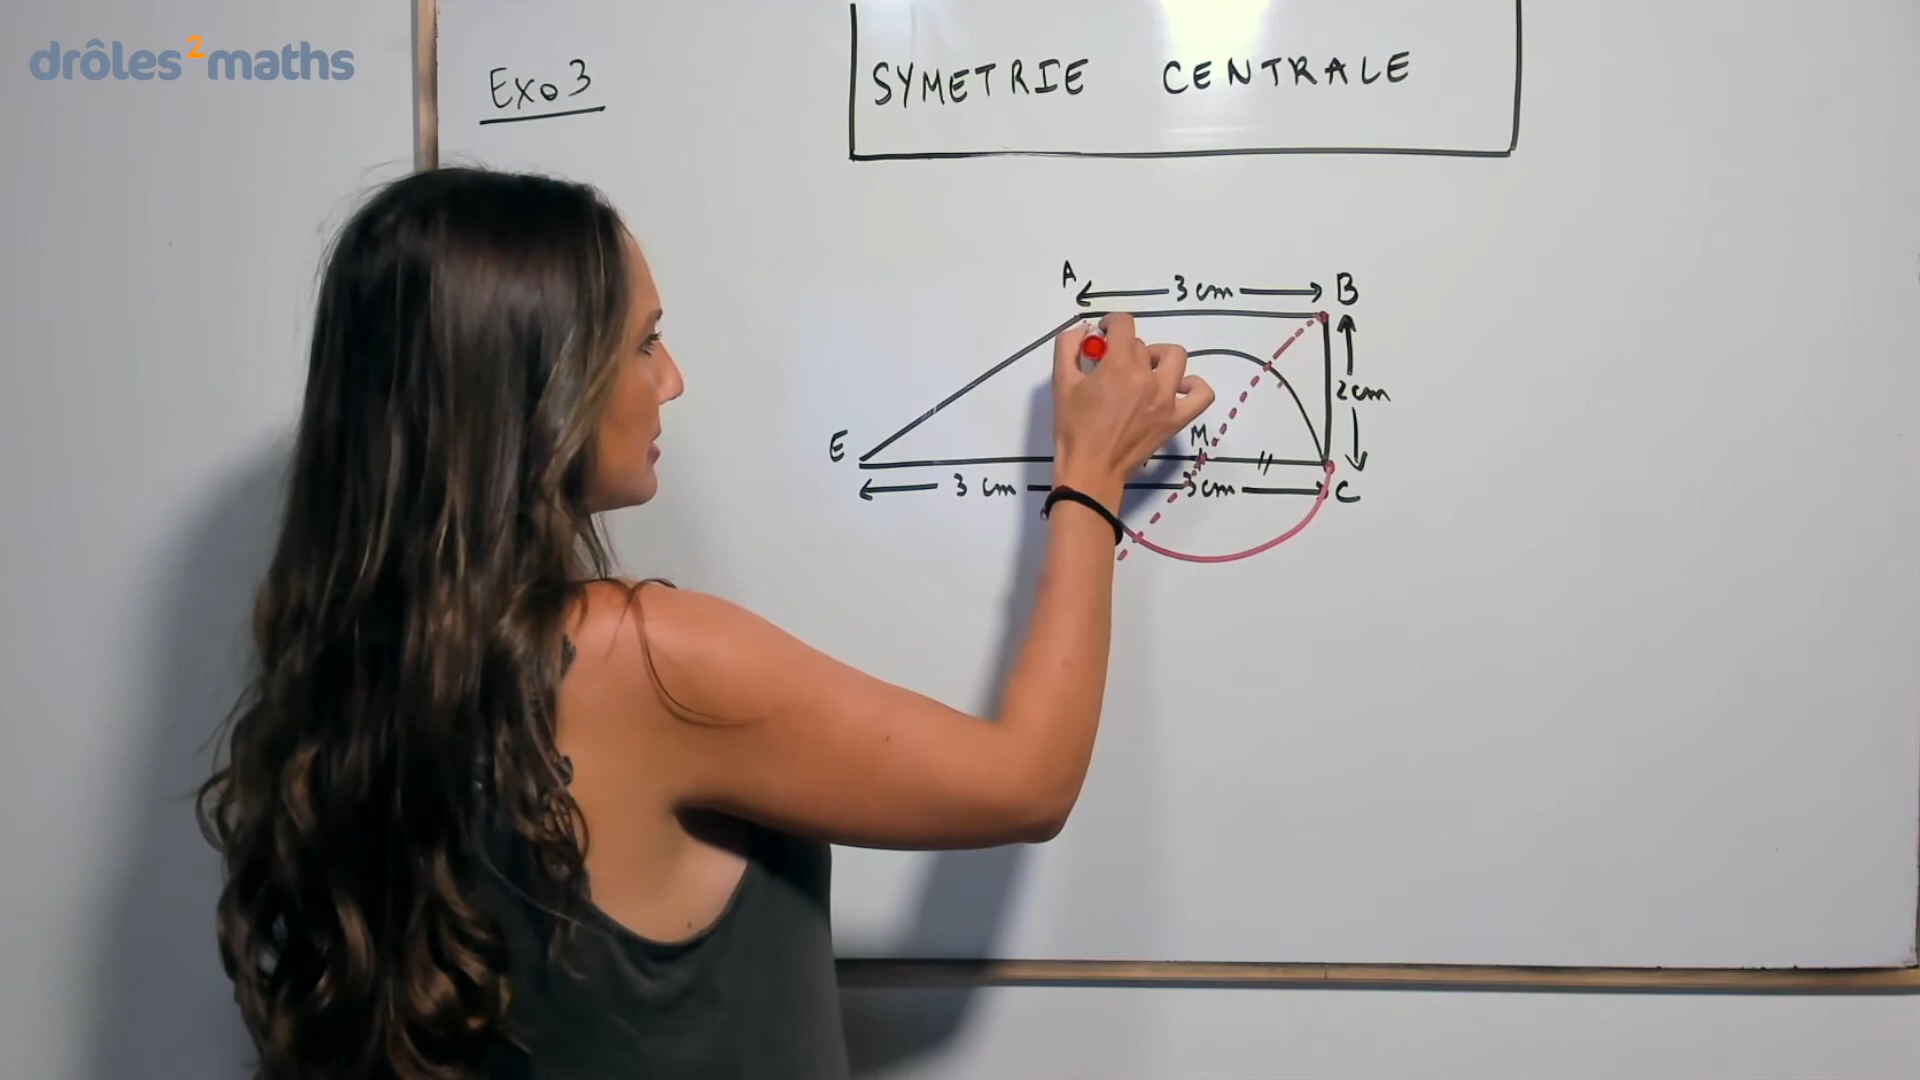 drôles2maths
Exo 3
SYMETRIE CENTRALE
A
3 cm
B
2cm
M
E
3 cm
3cm
C